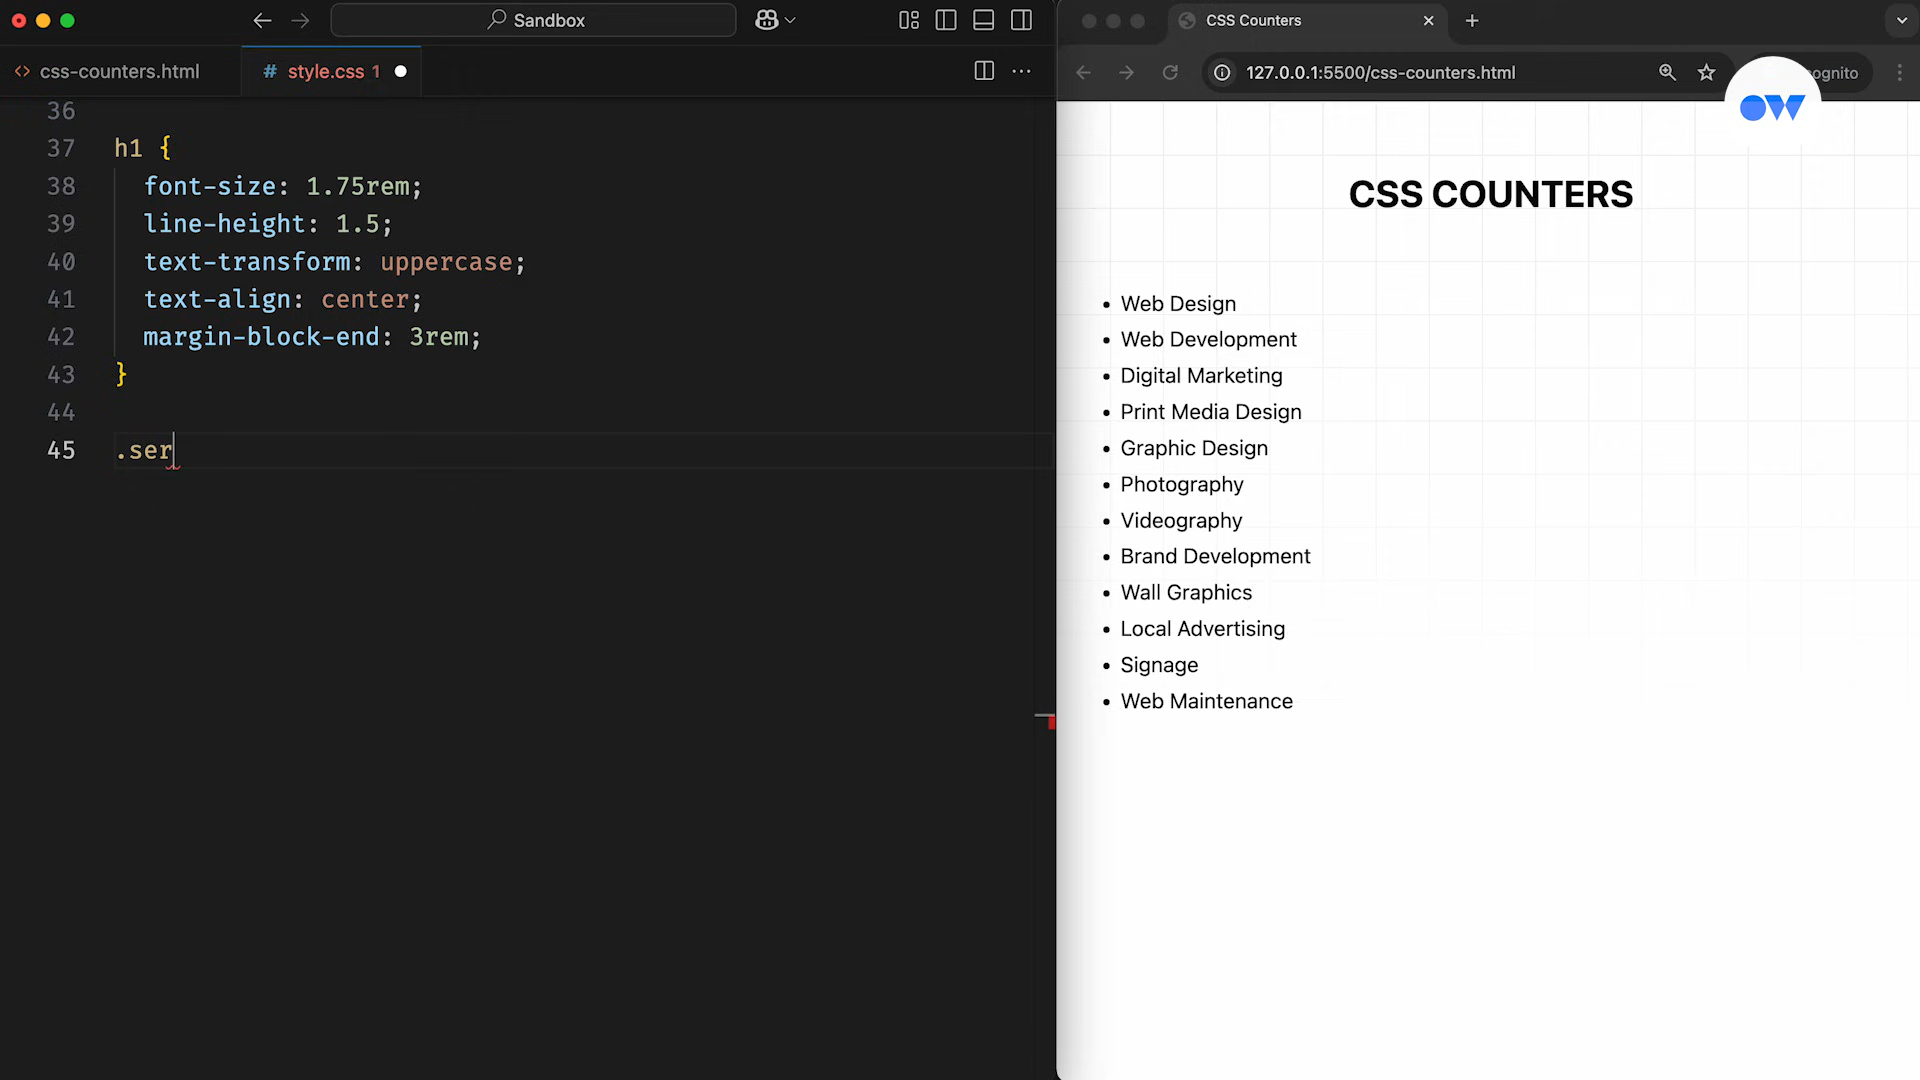 Sandbox
css-counters.html
# style.css 1
36
37 h1 {
38 font-size: 1.75rem;
39 line-height: 1.5;
40 text-transform: uppercase;
41 text-align: center;
42 margin-block-end: 3rem;
43 }
44
45 .ser
CSS Counters
127.0.0.1:5500/css-counters.html
ognito
OW
CSS COUNTERS
• Web Design
• Web Development
• Digital Marketing
• Print Media Design
• Graphic Design
• Photography
• Videography
• Brand Development
• Wall Graphics
• Local Advertising
• Signage
• Web Maintenance